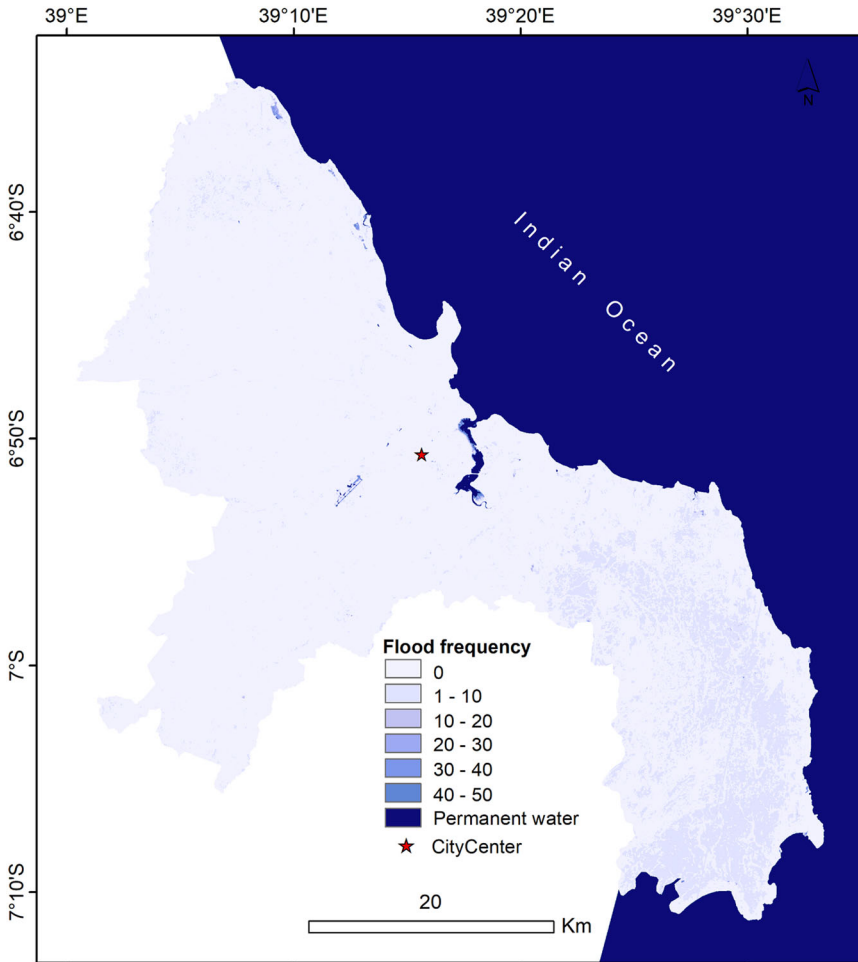 39°E 39°10'E 39°20'E 39°30'E
N
6°40'S
Indian Ocean
6°50'S
7°S
Flood frequency
0
1 - 10
10 - 20
20 - 30
30 - 40
40 - 50
Permanent water
CityCenter
7°10'S
20
Km